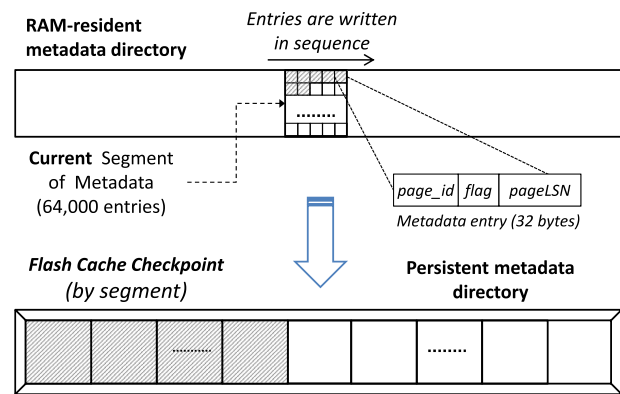 RAM-resident
metadata directory
Entries are written
in sequence
........
Current Segment
of Metadata
(64,000 entries)
page_id flag pageLSN
Metadata entry (32 bytes)
Flash Cache Checkpoint
(by segment)
Persistent metadata
directory
........... ........